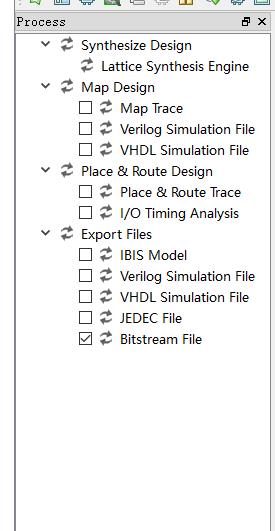 Process
Synthesize Design
Lattice Synthesis Engine
Map Design
Map Trace
Verilog Simulation File
VHDL Simulation File
Place & Route Design
Place & Route Trace
I/O Timing Analysis
Export Files
IBIS Model
Verilog Simulation File
VHDL Simulation File
JEDEC File
Bitstream File